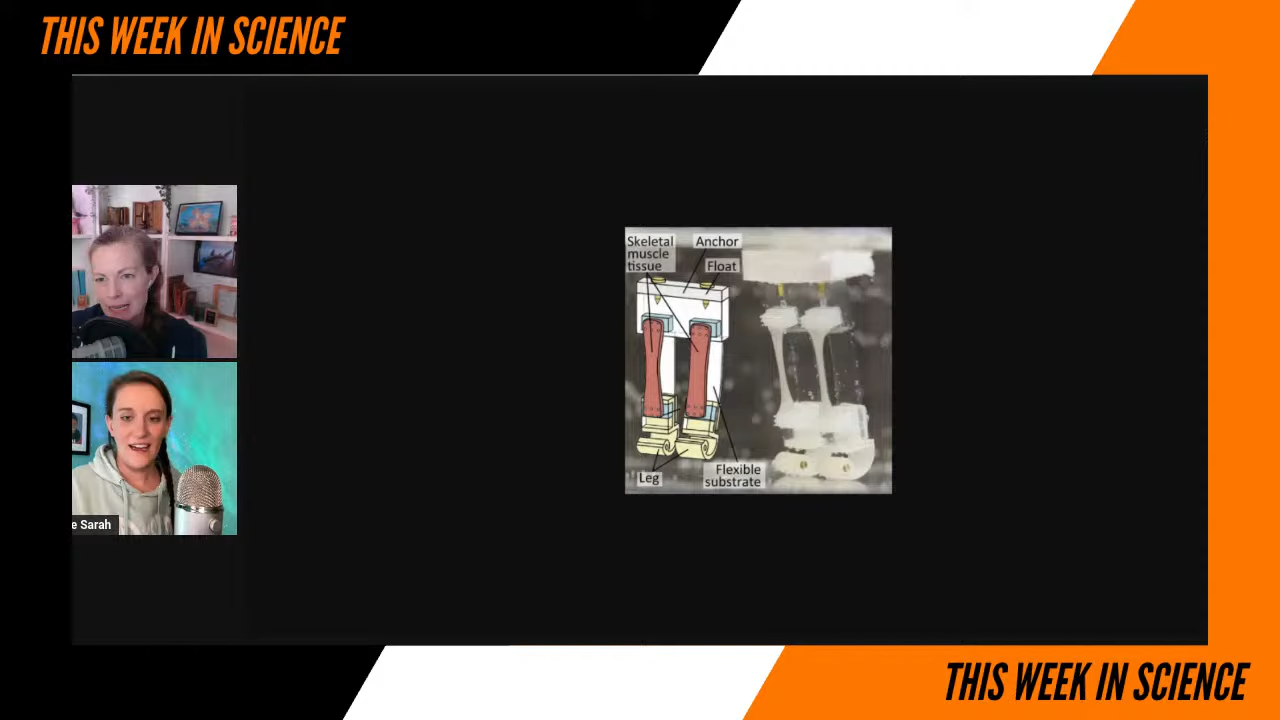 THIS WEEK IN SCIENCE
Skeletal
muscle
tissue
Anchor
Float
Leg
Flexible
substrate
e Sarah
THIS WEEK IN SCIENCE